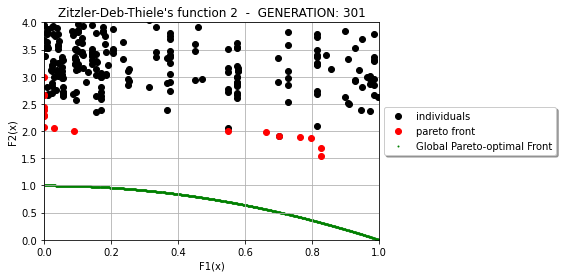 Zitzler-Deb-Thiele's function 2 - GENERATION: 301
4.0
3.5
3.0
2.5
2.0
1.5
1.0
0.5
0.0
F2(x)
0.0 0.2 0.4 0.6 0.8 1.0
F1(x)
individuals
pareto front
Global Pareto-optimal Front